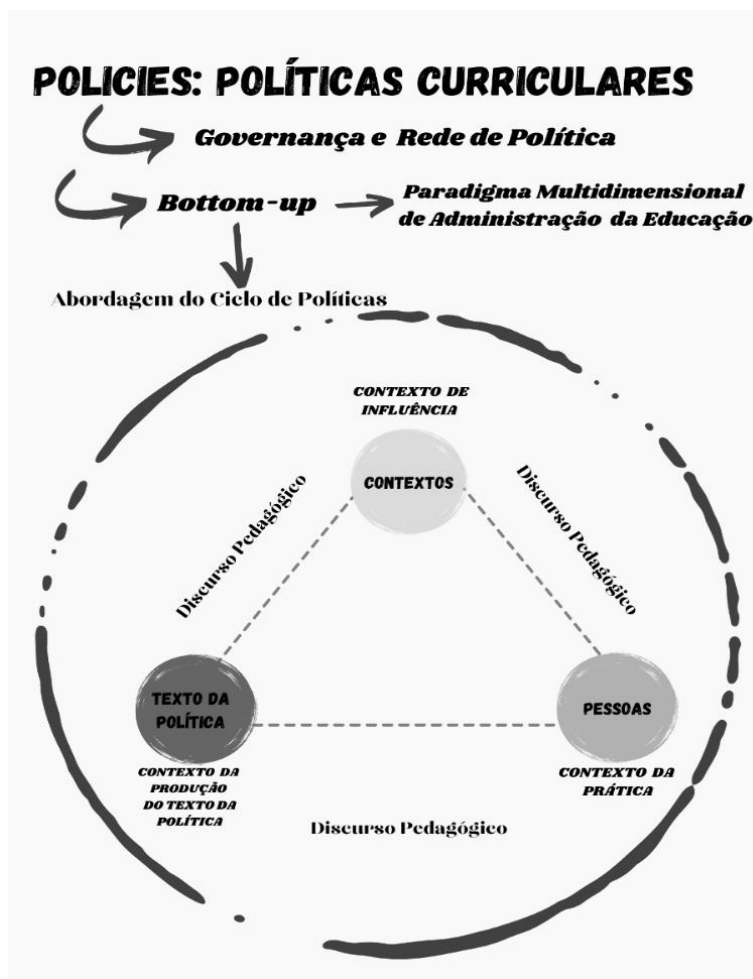 POLICIES: POLÍTICAS CURRICULARES
Governança e Rede de Política
Bottom-up
Paradigma Multidimensional
de Administração da Educação
Abordagem do Ciclo de Políticas
CONTEXTO DE
INFLUÊNCIA
CONTEXTOS
Discurso Pedagógico
Discurso Pedagógico
TEXTO DA
POLÍTICA
PESSOAS
CONTEXTO DA
PRODUÇÃO
DO TEXTO DA
POLÍTICA
CONTEXTO DA
PRÁTICA
Discurso Pedagógico